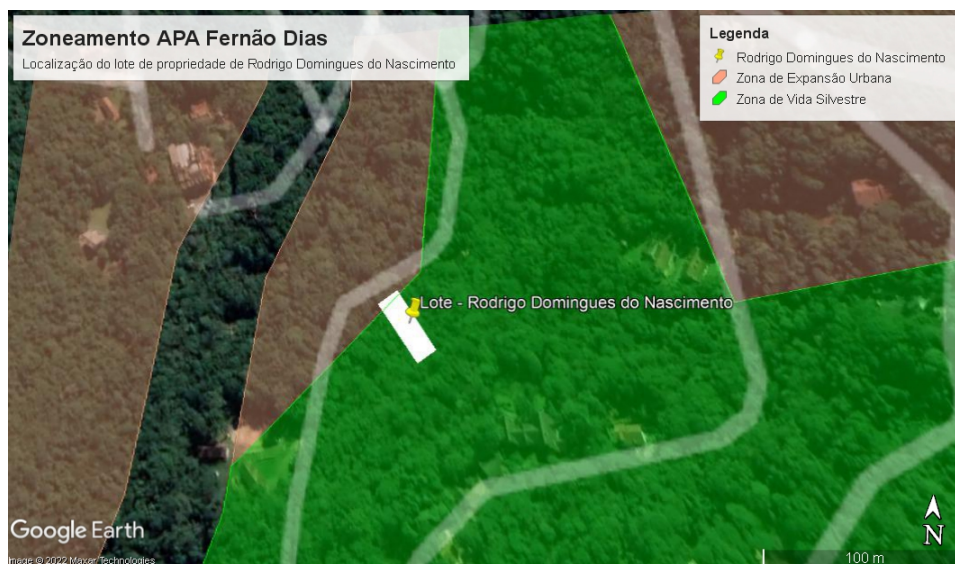 Zoneamento APA Fernão Dias
Localização do lote de propriedade de Rodrigo Domingues do Nascimento
Legenda
Rodrigo Domingues do Nascimento
Zona de Expansão Urbana
Zona de Vida Silvestre
Lote - Rodrigo Domingues do Nascimento
Google Earth
Image © 2022 Maxar Technologies
N
100 m